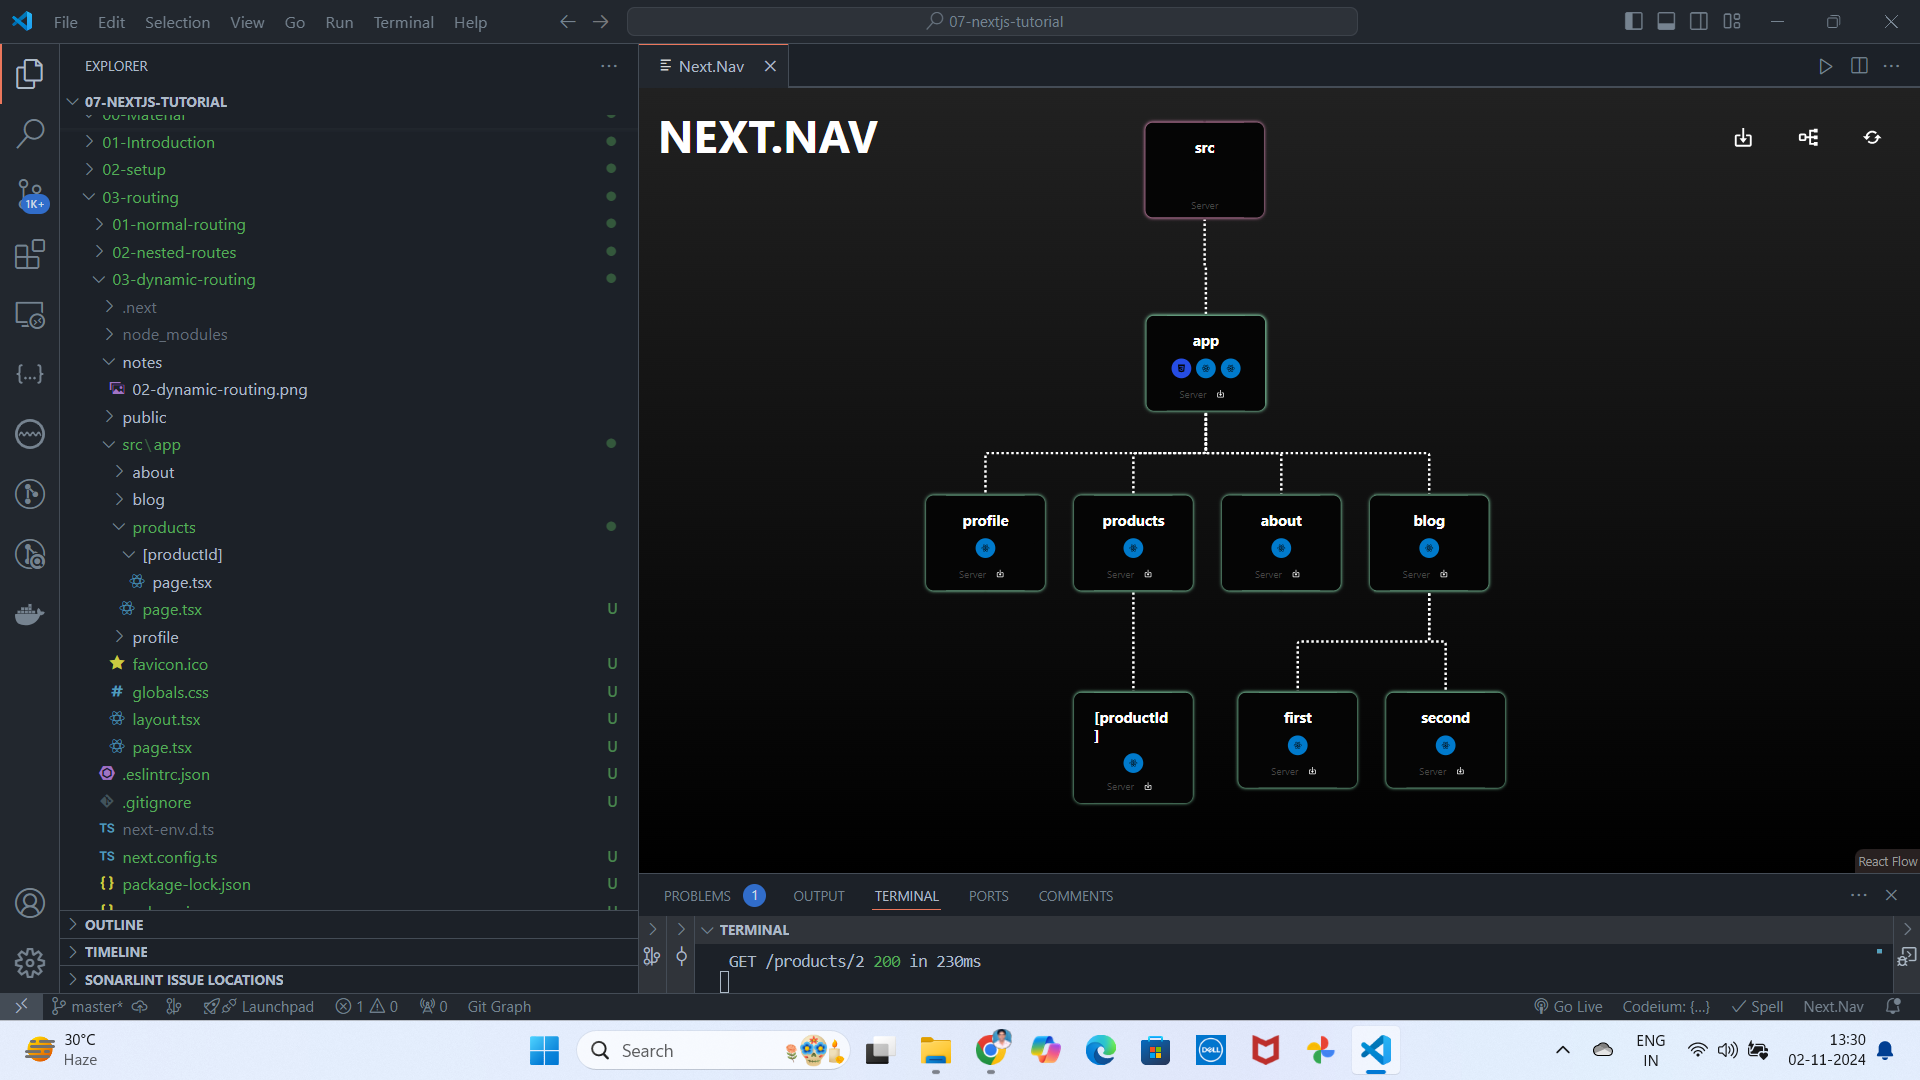 File Edit Selection View Go Run Terminal Help
07-nextjs-tutorial
EXPLORER
07-NEXTJS-TUTORIAL
00-Material
01-Introduction
02-setup
03-routing
01-normal-routing
02-nested-routes
03-dynamic-routing
.next
node_modules
notes
02-dynamic-routing.png
public
src\app
about
blog
products
[productId]
page.tsx
page.tsx U
profile
favicon.ico U
globals.css U
layout.tsx U
page.tsx U
.eslintrc.json U
.gitignore U
TS next-env.d.ts
TS next.config.ts U
package-lock.json U
OUTLINE
TIMELINE
SONARLINT ISSUE LOCATIONS
1K+
Next.Nav
NEXT.NAV
src
Server
app
Server
profile
Server
products
Server
about
Server
blog
Server
[productId
]
Server
first
Server
second
Server
React Flow
PROBLEMS 1 OUTPUT TERMINAL PORTS COMMENTS
TERMINAL
GET /products/2 200 in 230ms
master* Launchpad 1 0 0 Git Graph
Go Live Codeium: {...} Spell Next.Nav
30°C
Haze
Search
DELL
ENG
IN
13:30
02-11-2024